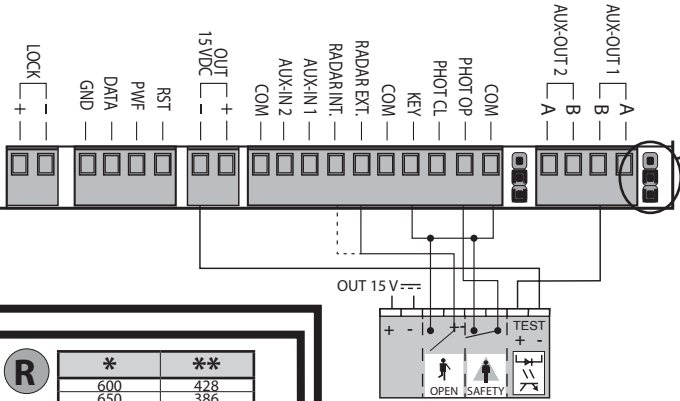 LOCK
+
-
GND
DATA
PWF
RST
OUT
15 VDC
-
+
COM
AUX-IN 2
AUX-IN 1
RADAR INT.
RADAR EXT.
COM
KEY
PHOT CL
PHOT OP
COM
AUX-OUT 2
A
B
AUX-OUT 1
B
A
OUT 15 V
+ -
TEST
+ -
OPEN
SAFETY
R
* **
600 428
650 386